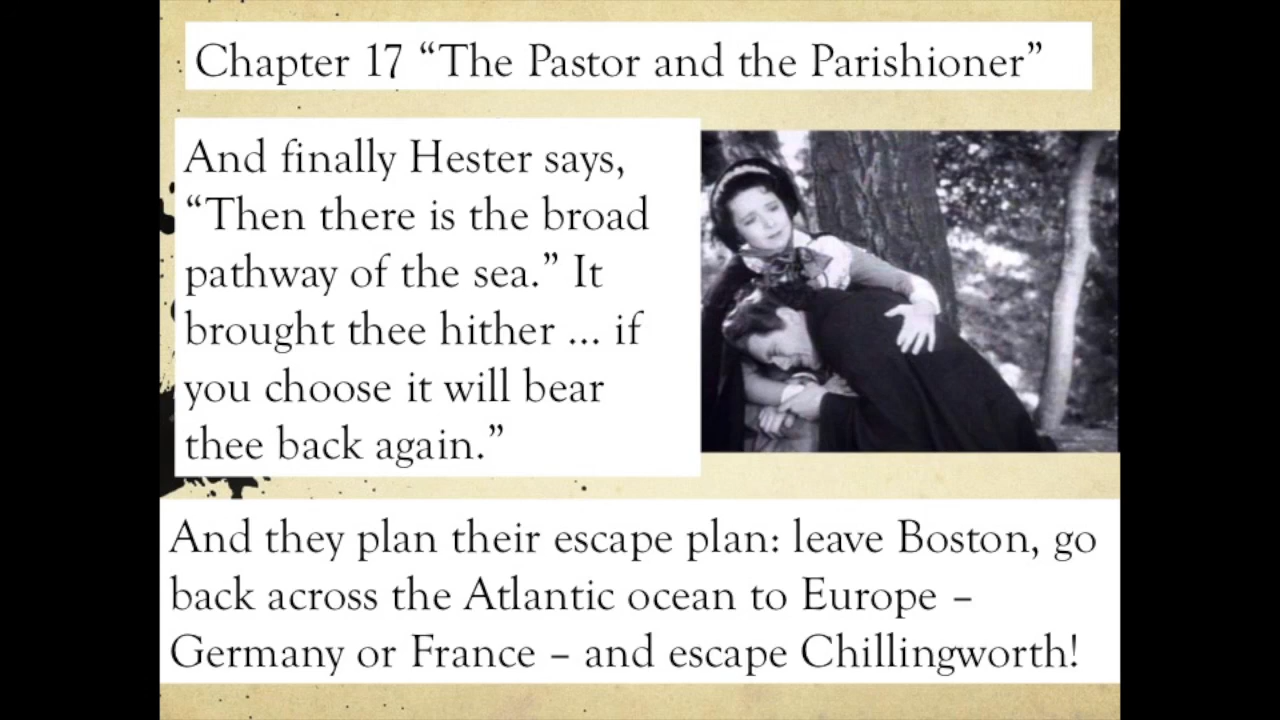 Chapter 17 “The Pastor and the Parishioner”
And finally Hester says,
“Then there is the broad
pathway of the sea.” It
brought thee hither ... if
you choose it will bear
thee back again.”
And they plan their escape plan: leave Boston, go
back across the Atlantic ocean to Europe –
Germany or France – and escape Chillingworth!